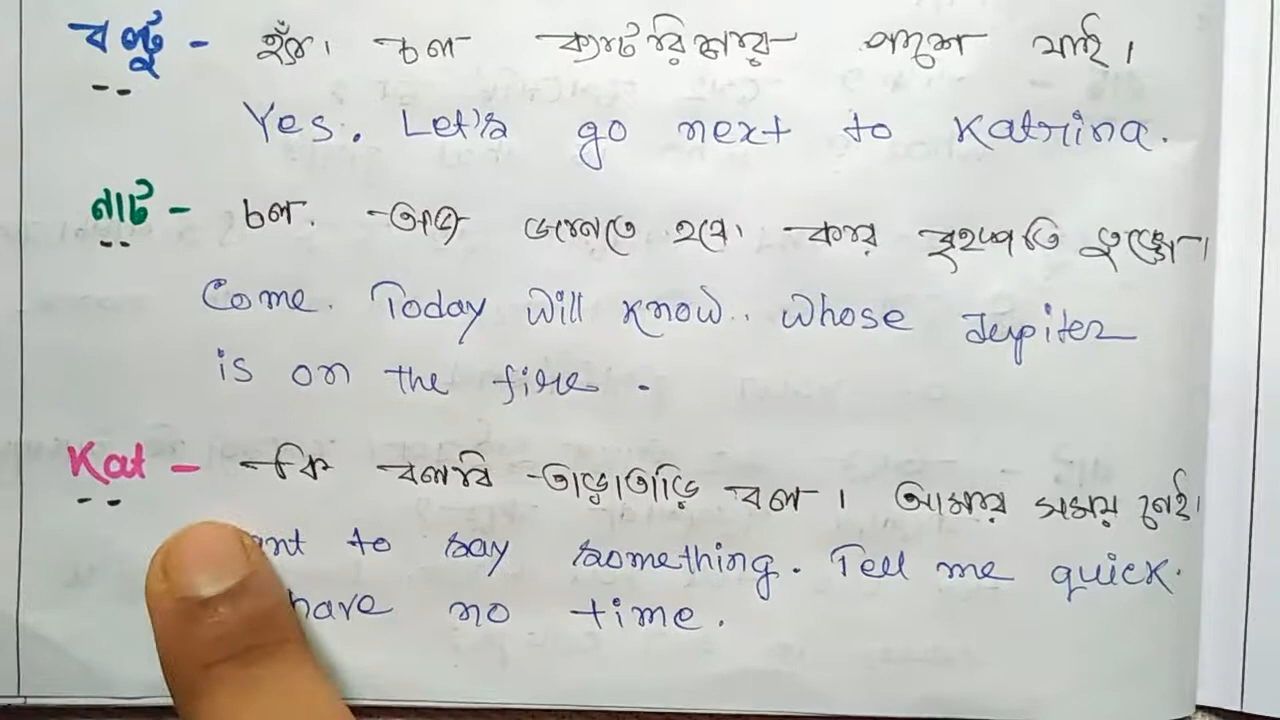 বল্টু - হ্যাঁ। চল ক্যাটরিনার পাশে যাই।
Yes. Let's go next to Katrina.
নাট - চল. আজ জানতে হবে। কার বৃহস্পতি তুঙ্গে।
Come. Today will know. Whose Jupiter
is on the fire.
Kat - কি বলবি তাড়াতাড়ি বল। আমার সময় নেই।
to say something. Tell me quick.
have no time.